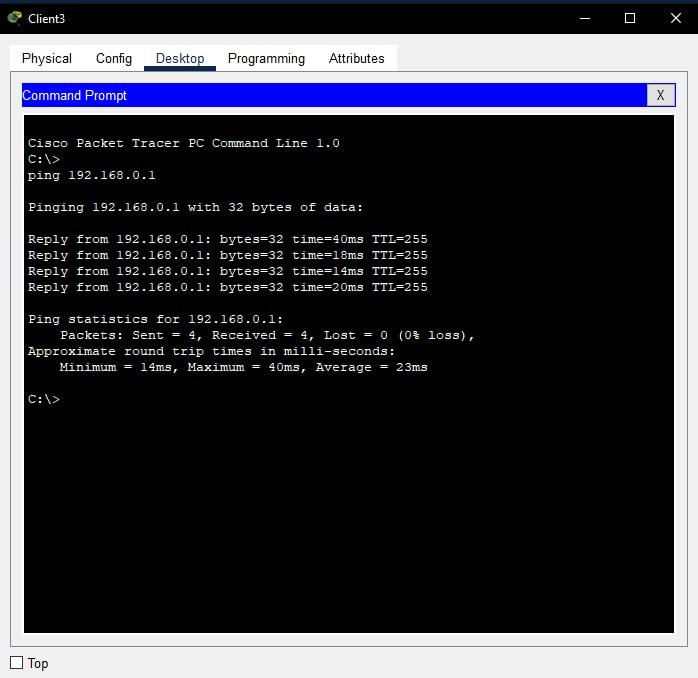 Client3
Physical Config Desktop Programming Attributes
Command Prompt X
Cisco Packet Tracer PC Command Line 1.0
C:\>
ping 192.168.0.1
Pinging 192.168.0.1 with 32 bytes of data:
Reply from 192.168.0.1: bytes=32 time=40ms TTL=255
Reply from 192.168.0.1: bytes=32 time=18ms TTL=255
Reply from 192.168.0.1: bytes=32 time=14ms TTL=255
Reply from 192.168.0.1: bytes=32 time=20ms TTL=255
Ping statistics for 192.168.0.1:
Packets: Sent = 4, Received = 4, Lost = 0 (0% loss),
Approximate round trip times in milli-seconds:
Minimum = 14ms, Maximum = 40ms, Average = 23ms
C:\>
Top